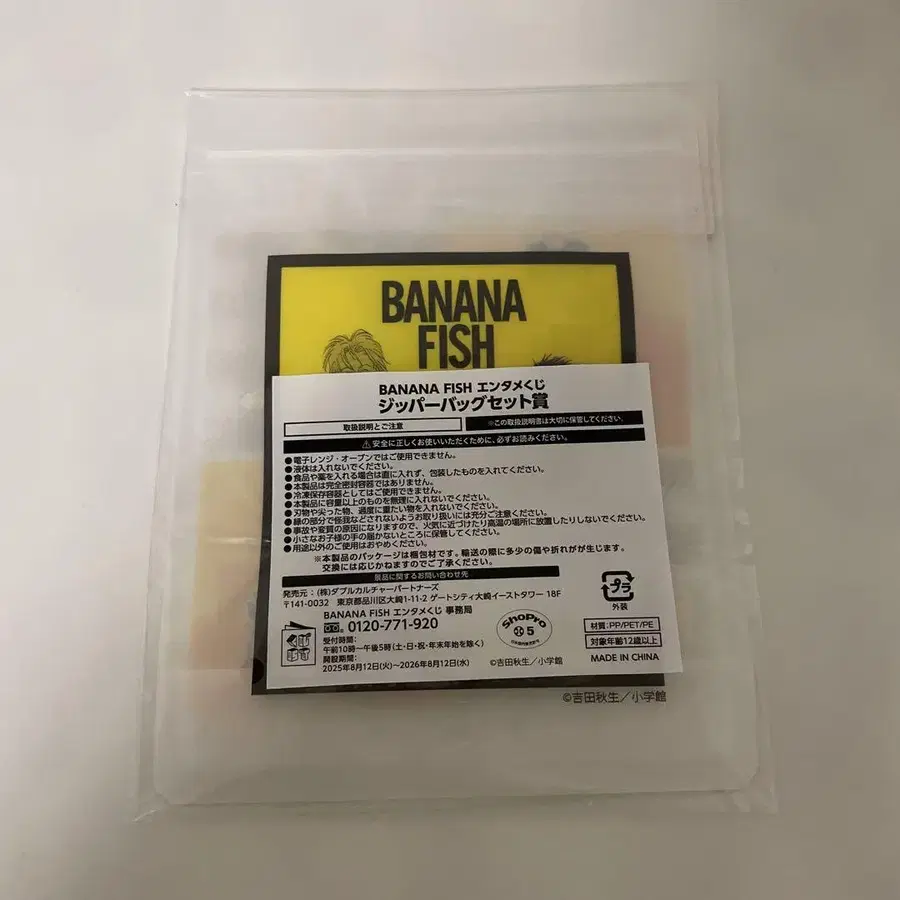 BANANA
FISH
BANANA FISH エンタメくじ
ジッパーバッグセット賞
取扱説明とご注意
※この取扱説明書は大切に保管してください。
⚠安全に正しくお使いいただくために、必ずお読みください。
●電子レンジ・オーブンではご使用できません。
●液体は入れないでください。
●食品や薬を入れる場合は直に入れず、包装したものを入れてください。
●本製品は完全密封容器ではありません。
●冷凍保存容器としてはご使用できません。
●本製品に容量以上のものを無理に入れないでください。
●刃物や尖った物、過度に重たい物を入れないでください。
●縁の部分で怪我などされないようお取り扱いには充分ご注意ください。
●事故や変質の原因になりますので、火気に近づけたり高温の場所に放置したりしないでください。
●小さなお子様の手の届かないところに保管してください。
●用途以外のご使用はおやめください。
※本製品のパッケージは梱包材です。輸送の際に多少の傷や折れがが生じます。
交換には応じかねますのでご了承ください。
景品に関するお問い合わせ先
発売元:(株)ダブルカルチャーパートナーズ
〒141-0032 東京都品川区大崎1-11-2 ゲートシティ大崎イーストタワー 18F
BANANA FISH エンタメくじ 事務局
0120-771-920
受付時間:
午前10時～午後5時(土・日・祝・年末年始を除く)
開設期間:
2025年8月12日(火)～2026年8月12日(水)
ShoPro
5
©吉田秋生／小学館
プラ
外装
材質:PP/PET/PE
対象年齢12歳以上
MADE IN CHINA
©吉田秋生／小学館